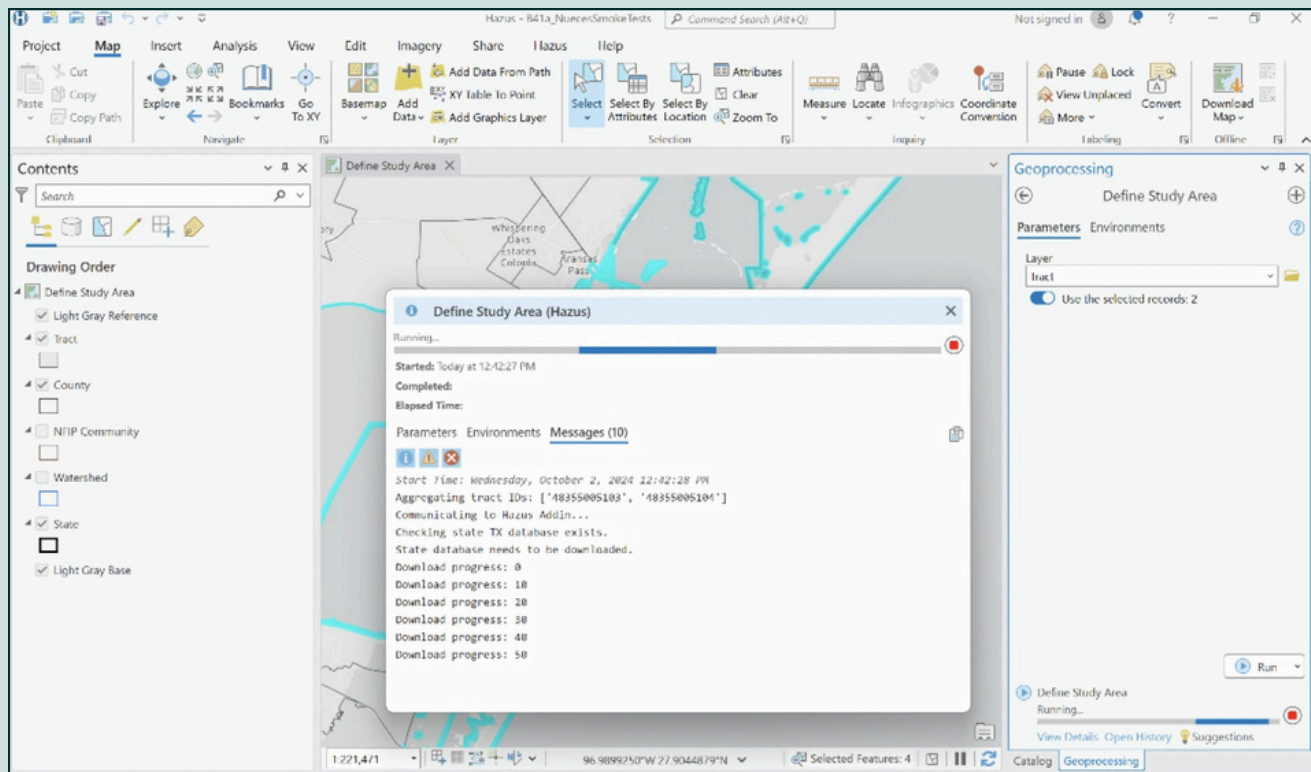 Hazus - B41a_NuecesSmokeTests
Command Search (Alt+Q)
Not signed in
?
Project Map Insert Analysis View Edit Imagery Share Hazus Help
Paste
Cut
Copy
Copy Path
Clipboard
Explore
Bookmarks
Go To XY
Navigate
Basemap
Add Data
Add Data From Path
XY Table To Point
Add Graphics Layer
Layer
Select
Select By Attributes
Select By Location
Attributes
Clear
Zoom To
Selection
Measure
Locate
Infographics
Coordinate Conversion
Inquiry
Pause
Lock
View Unplaced
More
Convert
Labeling
Download Map
Offline
Contents
Search
Drawing Order
Define Study Area
Light Gray Reference
Tract
County
NFIP Community
Watershed
State
Light Gray Base
Define Study Area
Whispering
Oaks
Estates
Colonia
Aransas
Pass
Define Study Area (Hazus)
Running...
Started: Today at 12:42:27 PM
Completed:
Elapsed Time:
Parameters Environments Messages (10)
Start Time: Wednesday, October 2, 2024 12:42:28 PM
Aggregating tract IDs: ['48355005103', '48355005104']
Communicating to Hazus Addin...
Checking state TX database exists.
State database needs to be downloaded.
Download progress: 0
Download progress: 10
Download progress: 20
Download progress: 30
Download progress: 40
Download progress: 50
1:221,471
96.9899250°W 27.9044879°N
Selected Features: 4
Geoprocessing
Define Study Area
Parameters Environments
?
Layer
Tract
Use the selected records: 2
Run
Define Study Area
Running...
View Details Open History Suggestions
Catalog Geoprocessing